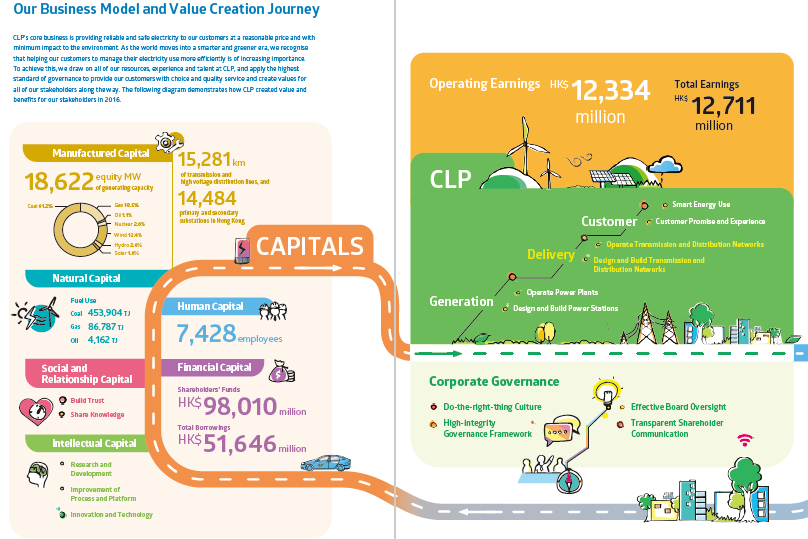 Our Business Model and Value Creation Journey
CLP's core business is providing reliable and safe electricity to our customers at a reasonable price and with
minimum impact to the environment. As the world moves into a smarter and greener era, we recognise
that helping our customers to manage their electricity use more efficiently is of increasing importance.
To achieve this, we draw on all of our resources, experience and talent at CLP, and apply the highest
standard of governance to provide our customers with choice and quality service and create values for
all of our stakeholders along the way. The following diagram demonstrates how CLP created value and
benefits for our stakeholders in 2016.
Manufactured Capital
18,622 equity MW
of generating capacity
15,281 km
of transmission and
high voltage distribution lines, and
14,484
primary and secondary
substations in Hong Kong
Coal 61.2%
Gas 18.5%
Oil 1.1%
Nuclear 2.6%
Wind 12.4%
Hydro 2.6%
Solar 1.6%
CAPITALS
Natural Capital
Fuel Use
Coal 453,904 TJ
Gas 86,787 TJ
Oil 4,162 TJ
Human Capital
7,428 employees
Social and
Relationship Capital
Build Trust
Share Knowledge
Financial Capital
Shareholders' Funds
HK$98,010 million
Total Borrowings
HK$51,646 million
Intellectual Capital
Research and
Development
Improvement of
Process and Platform
Innovation and Technology
Operating Earnings HK$12,334
million
Total Earnings
HK$12,711
million
CLP
Smart Energy Use
Customer
Customer Promise and Experience
Operate Transmission and Distribution Networks
Delivery
Design and Build Transmission and
Distribution Networks
Generation
Operate Power Plants
Design and Build Power Stations
Corporate Governance
Do-the-right-thing Culture
High-integrity
Governance Framework
Effective Board Oversight
Transparent Shareholder
Communication